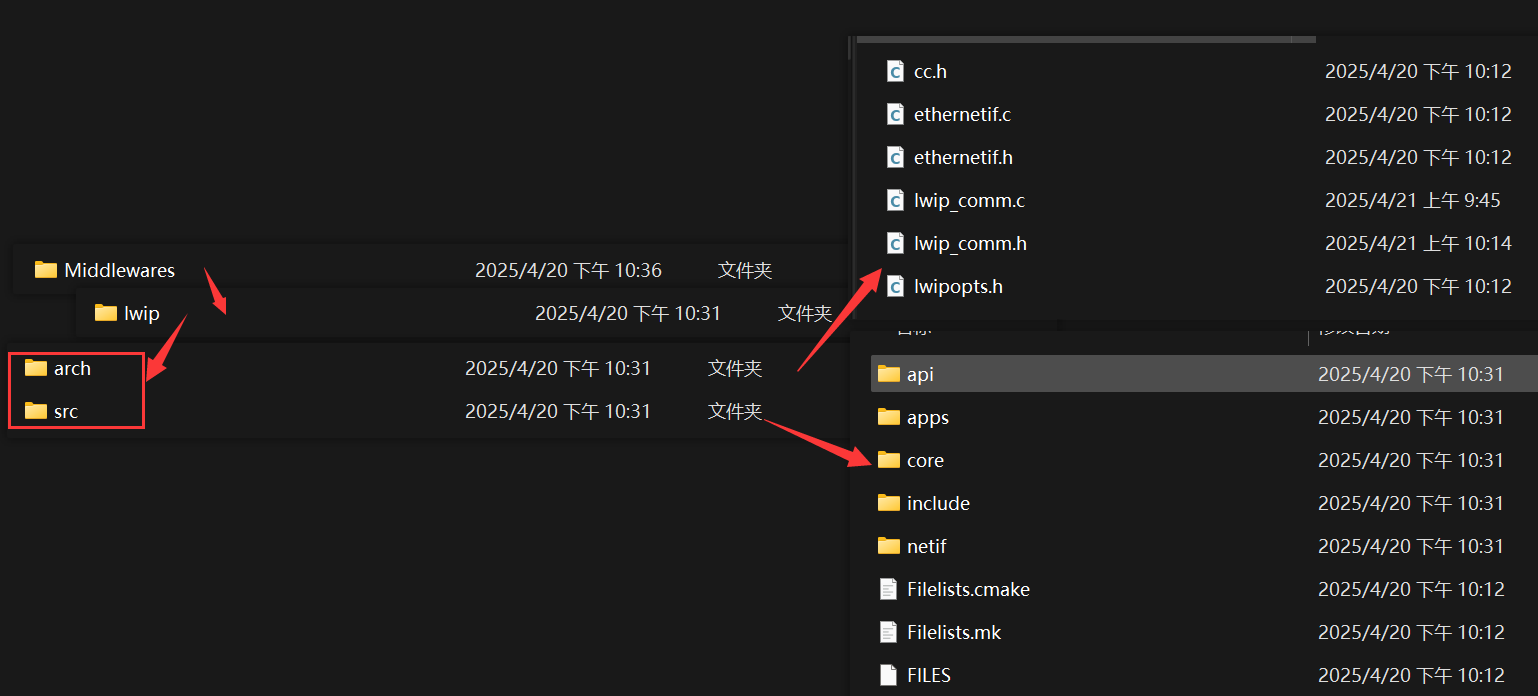 Middlewares 2025/4/20 下午 10:36 文件夹
lwip 2025/4/20 下午 10:31 文件夹
arch 2025/4/20 下午 10:31 文件夹
src 2025/4/20 下午 10:31 文件夹
cc.h 2025/4/20 下午 10:12
ethernetif.c 2025/4/20 下午 10:12
ethernetif.h 2025/4/20 下午 10:12
lwip_comm.c 2025/4/21 上午 9:45
lwip_comm.h 2025/4/21 上午 10:14
lwipopts.h 2025/4/20 下午 10:12
api 2025/4/20 下午 10:31
apps 2025/4/20 下午 10:31
core 2025/4/20 下午 10:31
include 2025/4/20 下午 10:31
netif 2025/4/20 下午 10:31
Filelists.cmake 2025/4/20 下午 10:12
Filelists.mk 2025/4/20 下午 10:12
FILES 2025/4/20 下午 10:12